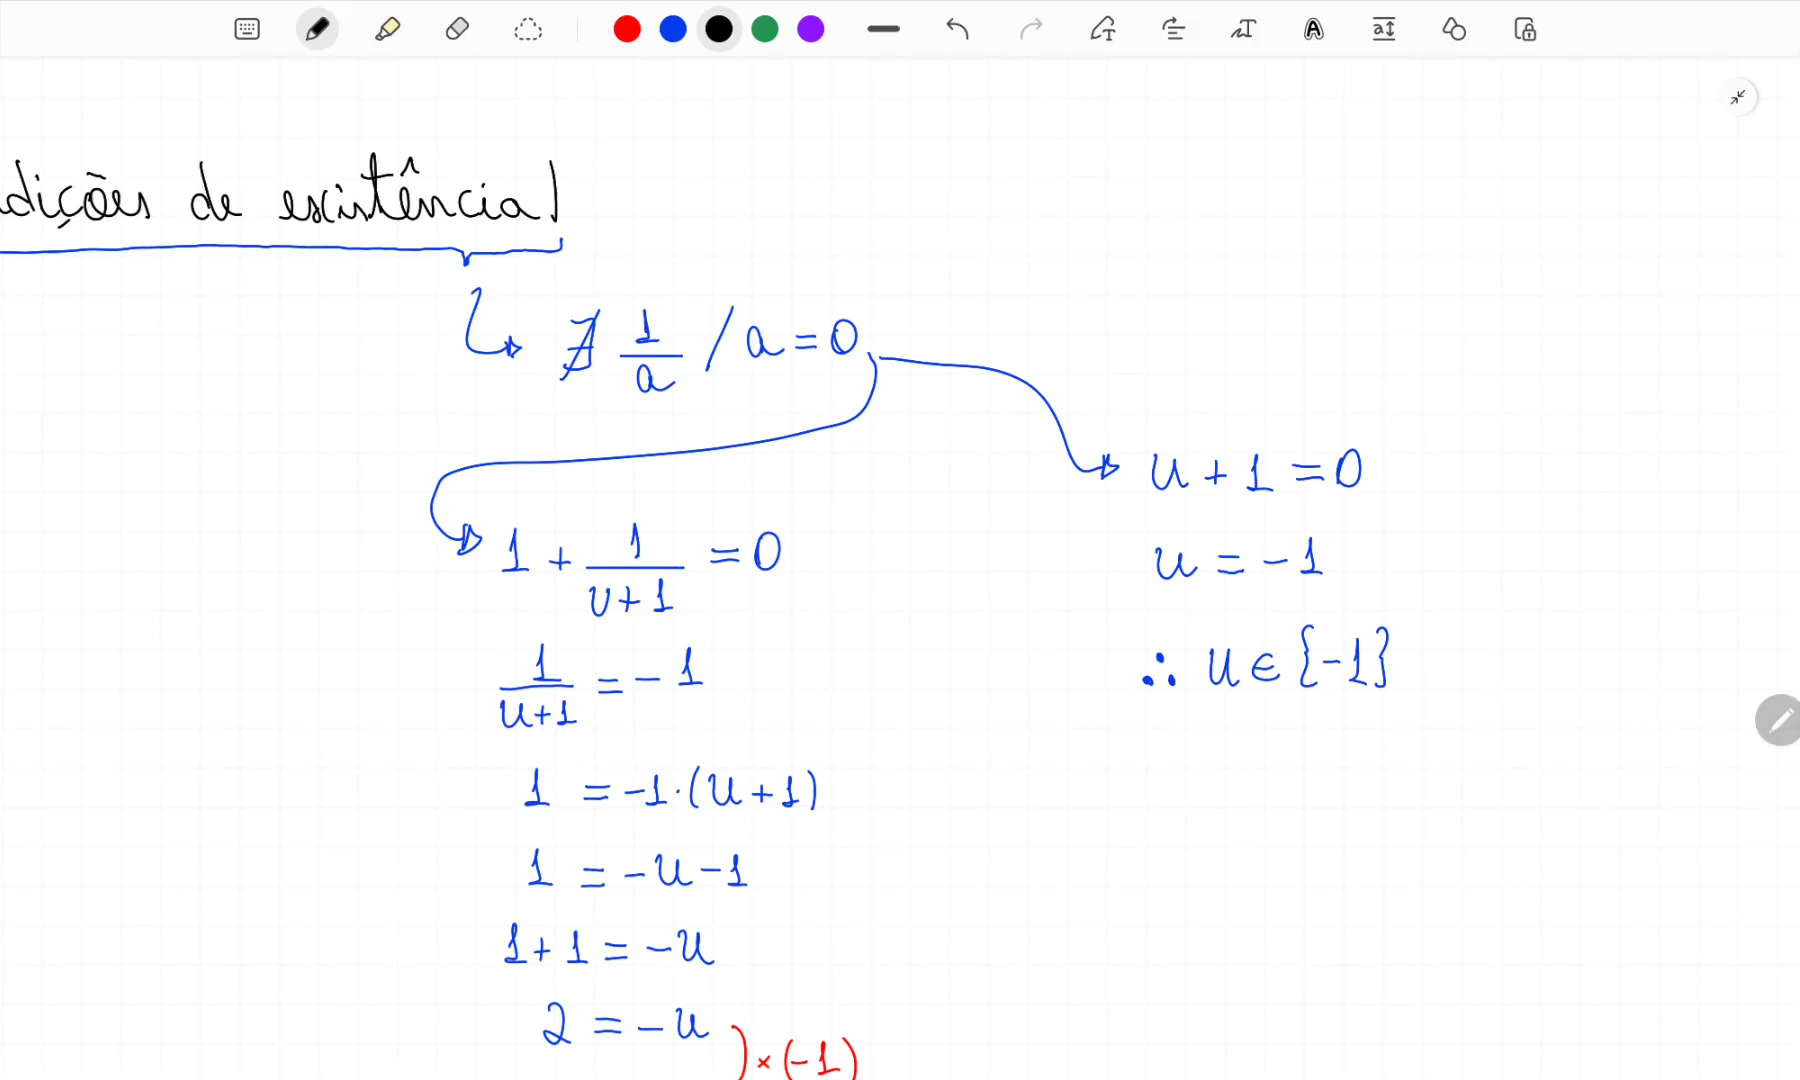 dições de existência)
∄ 1/a / a = 0
1 + 1/(u+1) = 0
1/(u+1) = -1
1 = -1·(u+1)
1 = -u-1
1+1 = -u
2 = -u
)×(-1)
u+1 = 0
u = -1
∴ u ∈ {-1}